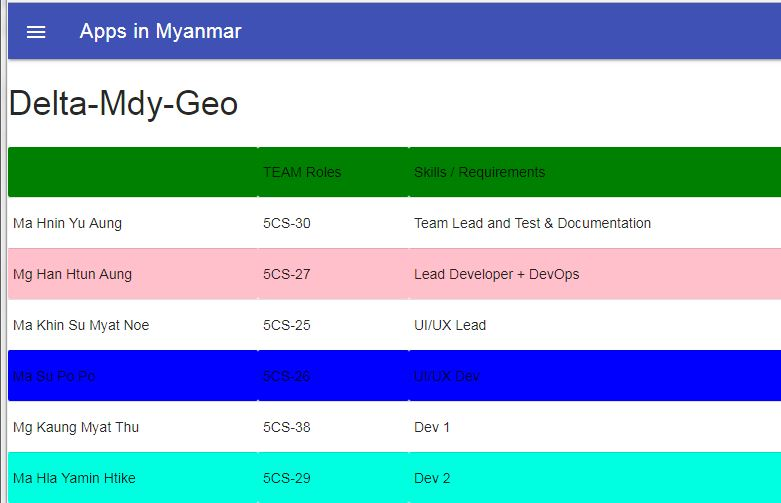 Apps in Myanmar
Delta-Mdy-Geo
TEAM Roles Skills / Requirements
Ma Hnin Yu Aung 5CS-30 Team Lead and Test & Documentation
Mg Han Htun Aung 5CS-27 Lead Developer + DevOps
Ma Khin Su Myat Noe 5CS-25 UI/UX Lead
Ma Su Po Po 5CS-26 UI/UX Dev
Mg Kaung Myat Thu 5CS-38 Dev 1
Ma Hla Yamin Htike 5CS-29 Dev 2